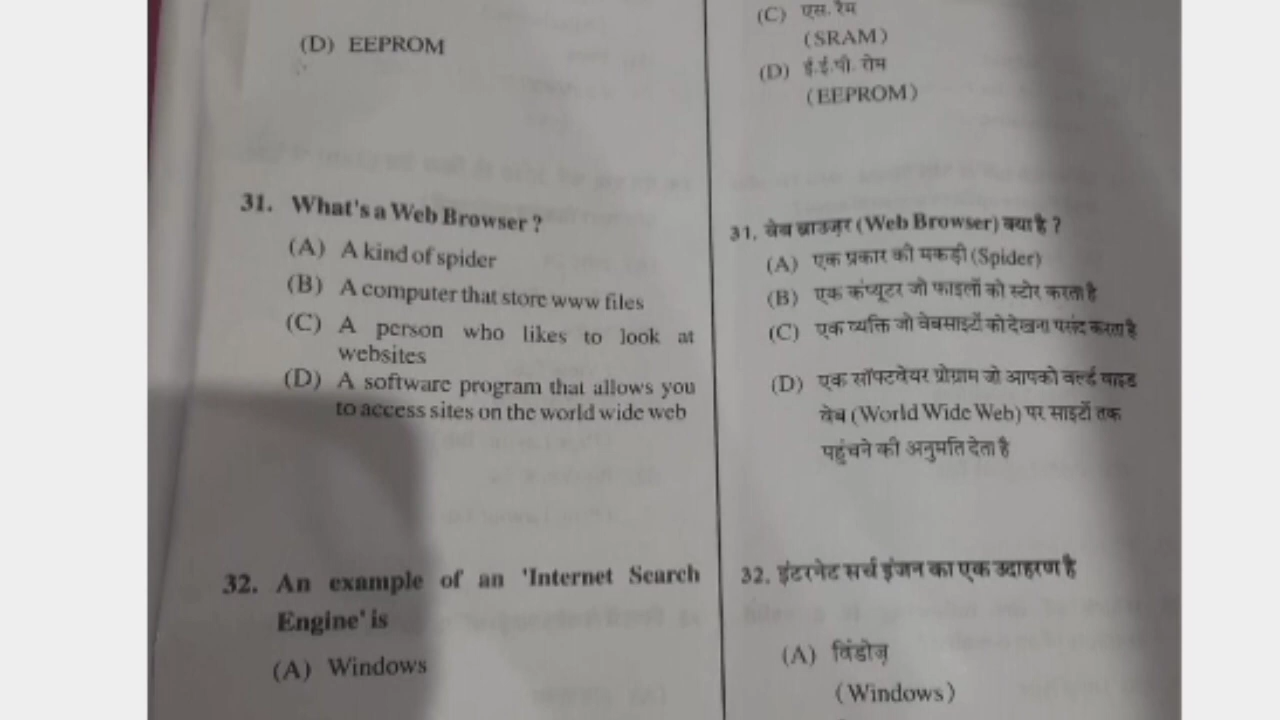 (D) EEPROM
31. What's a Web Browser ?
(A) A kind of spider
(B) A computer that store www files
(C) A person who likes to look at
websites
(D) A software program that allows you
to access sites on the world wide web
32. An example of an 'Internet Search
Engine' is
(A) Windows
(C) एस. रैम
(SRAM)
(D) ई.ई.पी. रोम
(EEPROM)
31. वेब ब्राउज़र (Web Browser) क्या है ?
(A) एक प्रकार की मकड़ी (Spider)
(B) एक कंप्यूटर जो फाइलों को स्टोर करता है
(C) एक व्यक्ति जो वेबसाइटों को देखना पसंद करता है
(D) एक सॉफ्टवेयर प्रोग्राम जो आपको वर्ल्ड वाइड
वेब (World Wide Web) पर साइटों तक
पहुंचने की अनुमति देता है
32. इंटरनेट सर्च इंजन का एक उदाहरण है
(A) विंडोज़
(Windows)